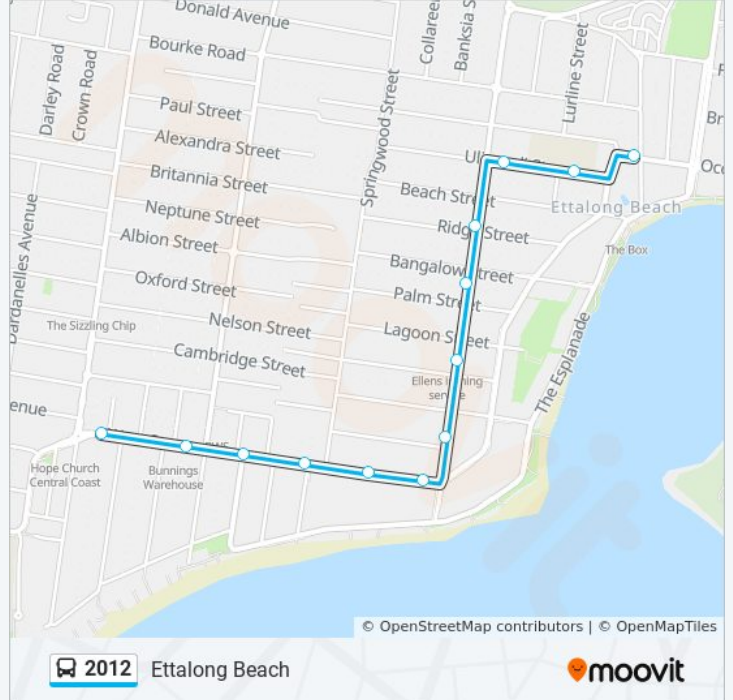 Donald Avenue
Collaree
Banksia S
Lurline Street
Bourke Road
Darley Road
Crown Road
Springwood Street
Paul Street
Alexandra Street
Britannia Street
Beach Street
Br
Oc
Neptune Street
Ettalong Beach
Albion Street
Ridge Street
The Box
Dardanelles Avenue
Bangalow Street
Oxford Street
Palm Street
The Sizzling Chip
Nelson Street
Lagoon Street
The Esplanade
Cambridge Street
Ellens
enue
Hope Church
Central Coast
Bunnings
Warehouse
© OpenStreetMap contributors | © OpenMapTiles
2012 Ettalong Beach
moovit